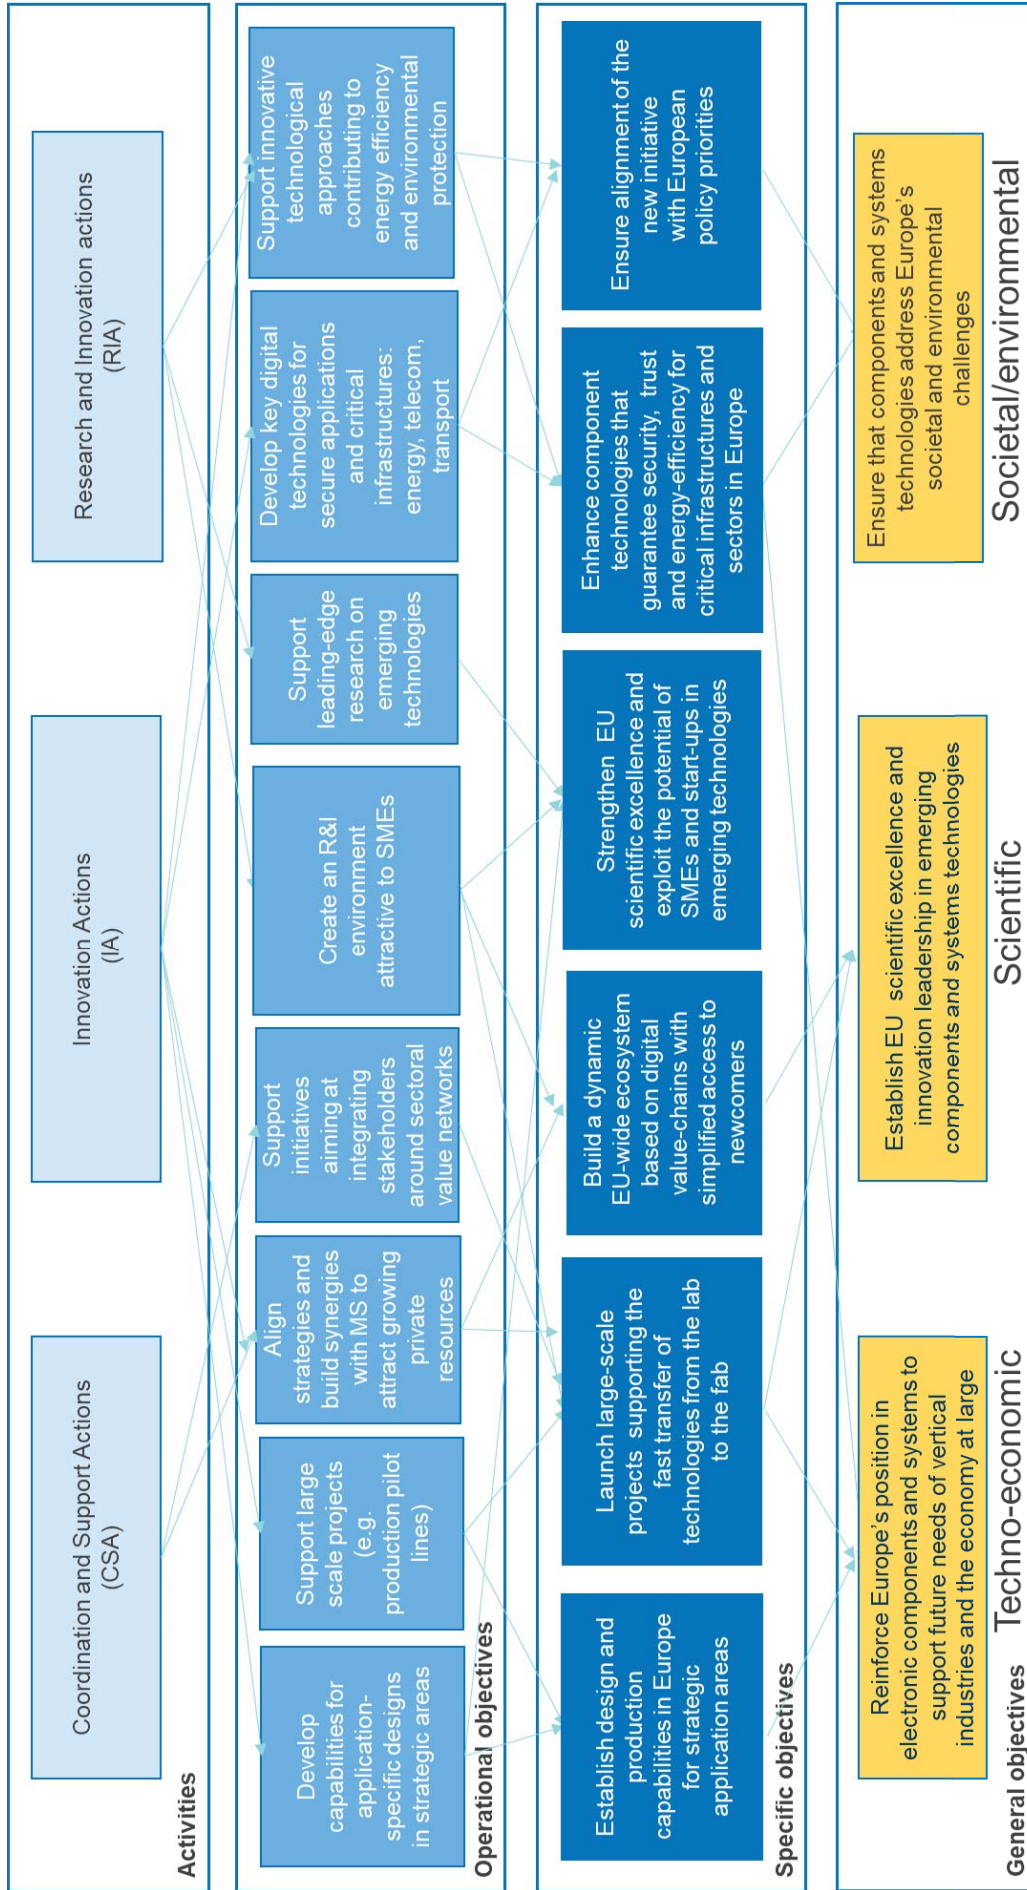 Coordination and Support Actions
(CSA)
Innovation Actions
(IA)
Research and Innovation actions
(RIA)
Activities
Develop
capabilities for
application-
specific designs
in strategic areas
Support large
scale projects
(e.g.
production pilot
lines)
Align
strategies and
build synergies
with MS to
attract growing
private
resources
Support
initiatives
aiming at
integrating
stakeholders
around sectoral
value networks
Create an R&I
environment
attractive to SMEs
Support
leading-edge
research on
emerging
technologies
Develop key digital
technologies for
secure applications
and critical
infrastructures:
energy, telecom,
transport
Support innovative
technological
approaches
contributing to
energy efficiency
and environmental
protection
Operational objectives
Establish design and
production
capabilities in Europe
for strategic
application areas
Launch large-scale
projects supporting the
fast transfer of
technologies from the lab
to the fab
Build a dynamic
EU-wide ecosystem
based on digital
value-chains with
simplified access to
newcomers
Strengthen EU
scientific excellence and
exploit the potential of
SMEs and start-ups in
emerging technologies
Enhance component
technologies that
guarantee security, trust
and energy-efficiency for
critical infrastructures and
sectors in Europe
Ensure alignment of the
new initiative
with European
policy priorities
Specific objectives
Reinforce Europe's position in
electronic components and systems to
support future needs of vertical
industries and the economy at large
Establish EU scientific excellence and
innovation leadership in emerging
components and systems technologies
Ensure that components and systems
technologies address Europe's
societal and environmental
challenges
General objectives
Techno-economic
Scientific
Societal/environmental